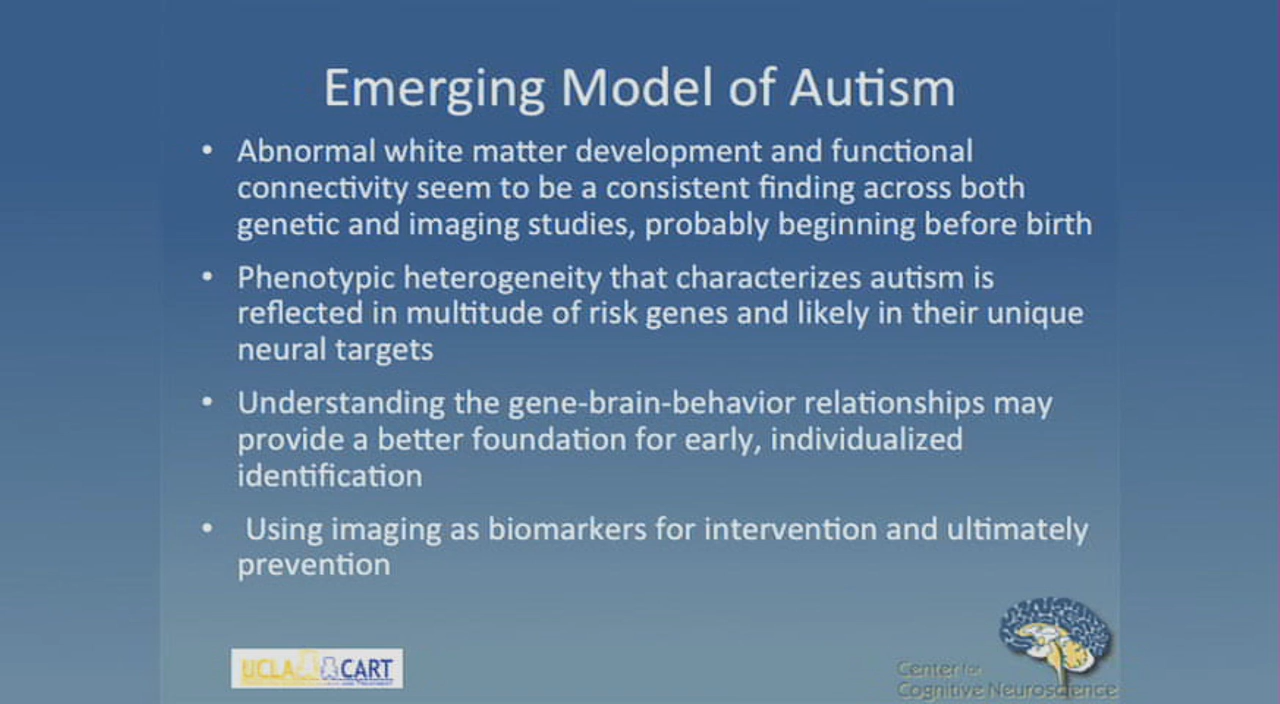 Emerging Model of Autism
• Abnormal white matter development and functional
connectivity seem to be a consistent finding across both
genetic and imaging studies, probably beginning before birth
• Phenotypic heterogeneity that characterizes autism is
reflected in multitude of risk genes and likely in their unique
neural targets
• Understanding the gene-brain-behavior relationships may
provide a better foundation for early, individualized
identification
• Using imaging as biomarkers for intervention and ultimately
prevention
UCLA CART
Center for
Cognitive Neuroscience